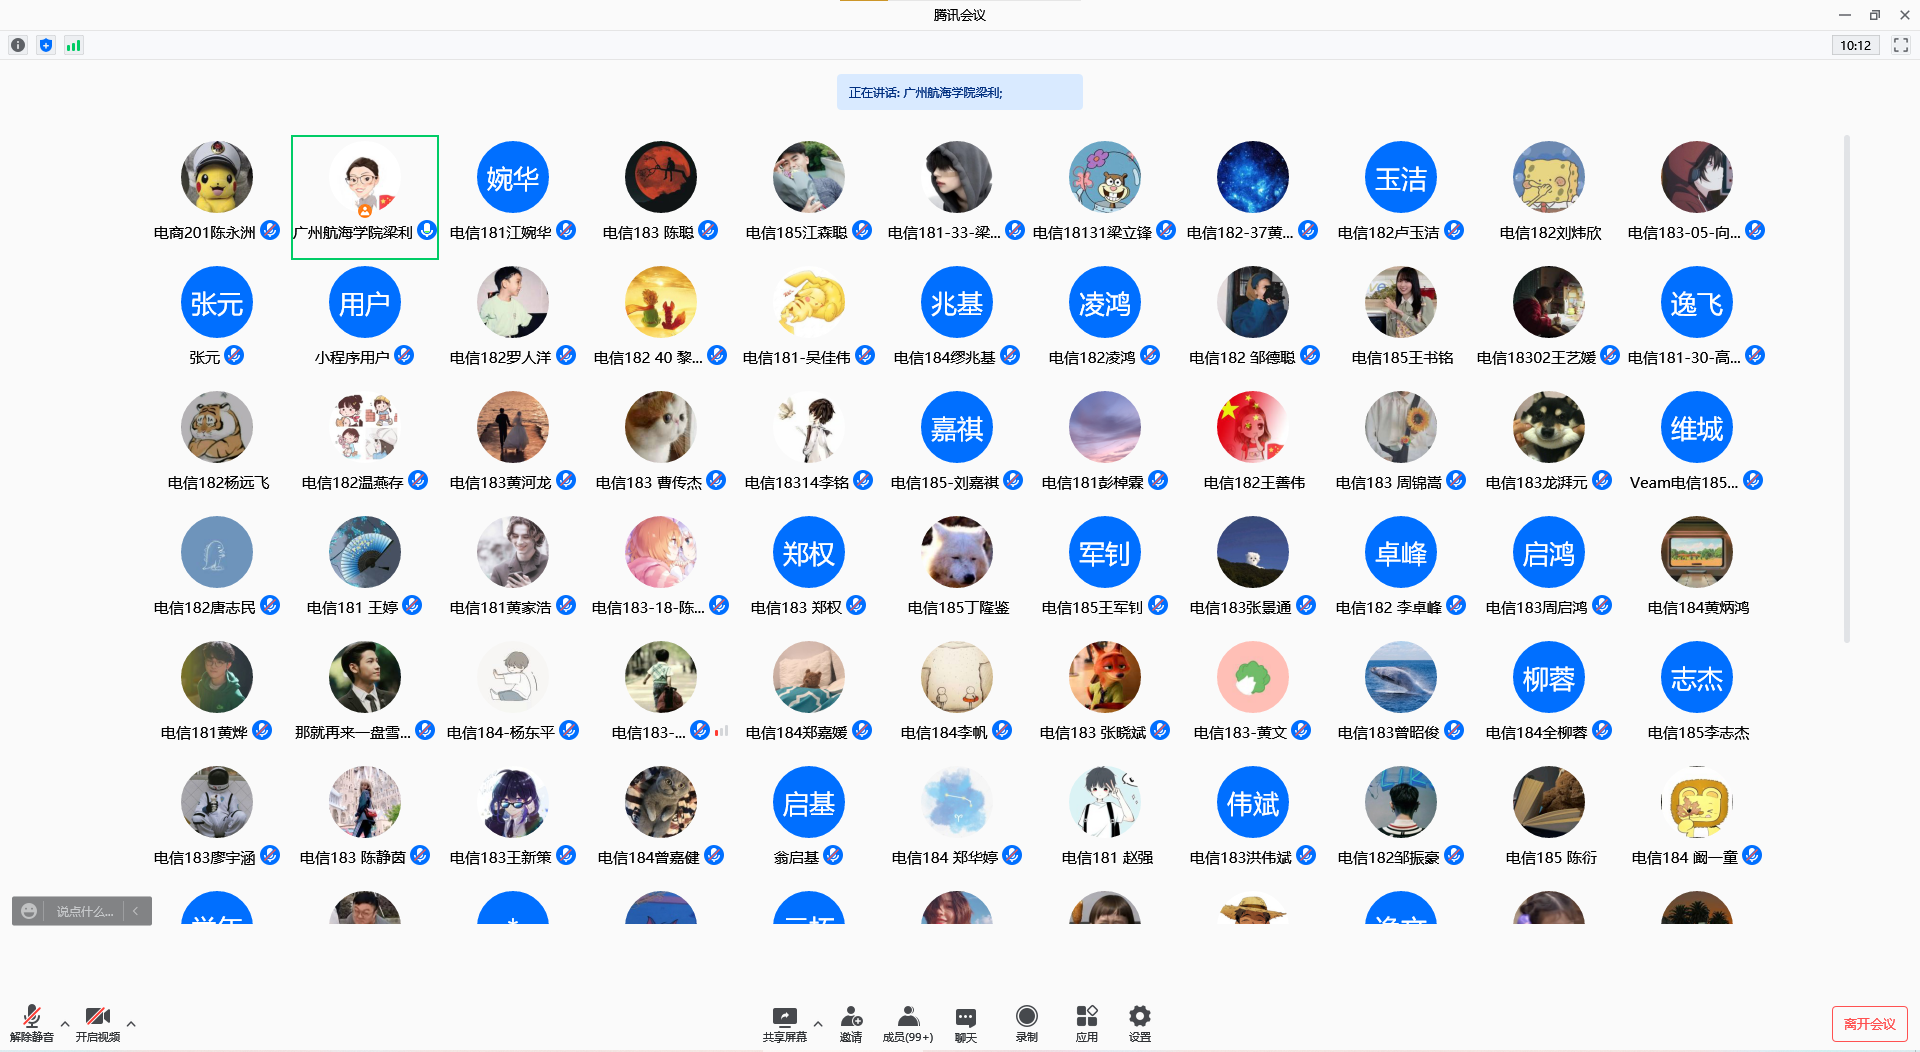 腾讯会议
10:12
正在讲话: 广州航海学院梁利;
婉华 玉洁
电商201陈永洲 广州航海学院梁利 电信181江婉华 电信183 陈聪 电信185江森聪 电信181-33-梁... 电信18131梁立锋 电信182-37黄... 电信182卢玉洁 电信182刘炜欣 电信183-05-向...
张元 用户 兆基 凌鸿 逸飞
张元 小程序用户 电信182罗人洋 电信182 40 黎... 电信181-吴佳伟 电信184缪兆基 电信182凌鸿 电信182 邹德聪 电信185王书铭 电信18302王艺媛 电信181-30-高...
嘉祺 维城
电信182杨远飞 电信182温燕存 电信183黄河龙 电信183 曹传杰 电信18314李铭 电信185-刘嘉祺 电信181彭棹霖 电信182王善伟 电信183 周锦嵩 电信183龙湃元 Veam电信185...
郑权 军钊 卓峰 启鸿
电信182唐志民 电信181 王婷 电信181黄家浩 电信183-18-陈... 电信183 郑权 电信185丁隆鉴 电信185王军钊 电信183张景通 电信182 李卓峰 电信183周启鸿 电信184黄炳鸿
柳蓉 志杰
电信181黄烨 那就再来一盘雪... 电信184-杨东平 电信183-... 电信184郑嘉媛 电信184李帆 电信183 张晓斌 电信183-黄文 电信183曾昭俊 电信184全柳蓉 电信185李志杰
启基 伟斌
电信183廖宇涵 电信183 陈静茵 电信183王新策 电信184曾嘉健 翁启基 电信184 郑华婷 电信181 赵强 电信183洪伟斌 电信182邹振豪 电信185 陈衍 电信184 阚一童
说点什么...
解除静音 开启视频 共享屏幕 邀请 成员(99+) 聊天 录制 应用 设置 离开会议